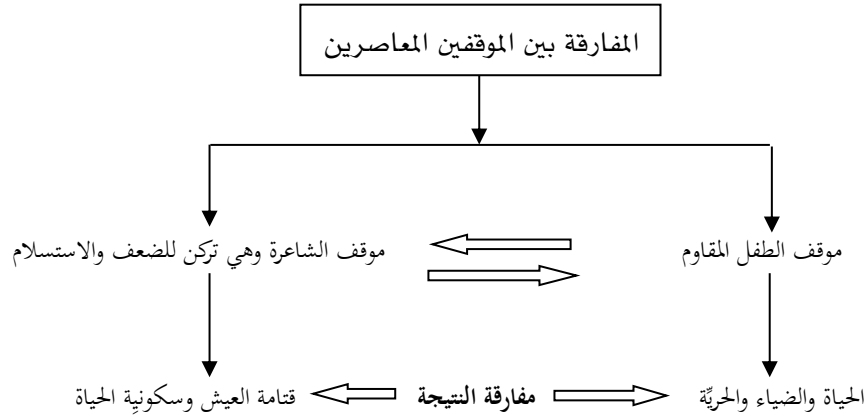 المفارقة بين الموقفين المعاصرين
موقف الطفل المقاوم
موقف الشاعرة وهي تركن للضعف والاستسلام
الحياة والضياء والحريِّة
مفارقة النتيجة
قتامة العيش وسكونيِة الحياة